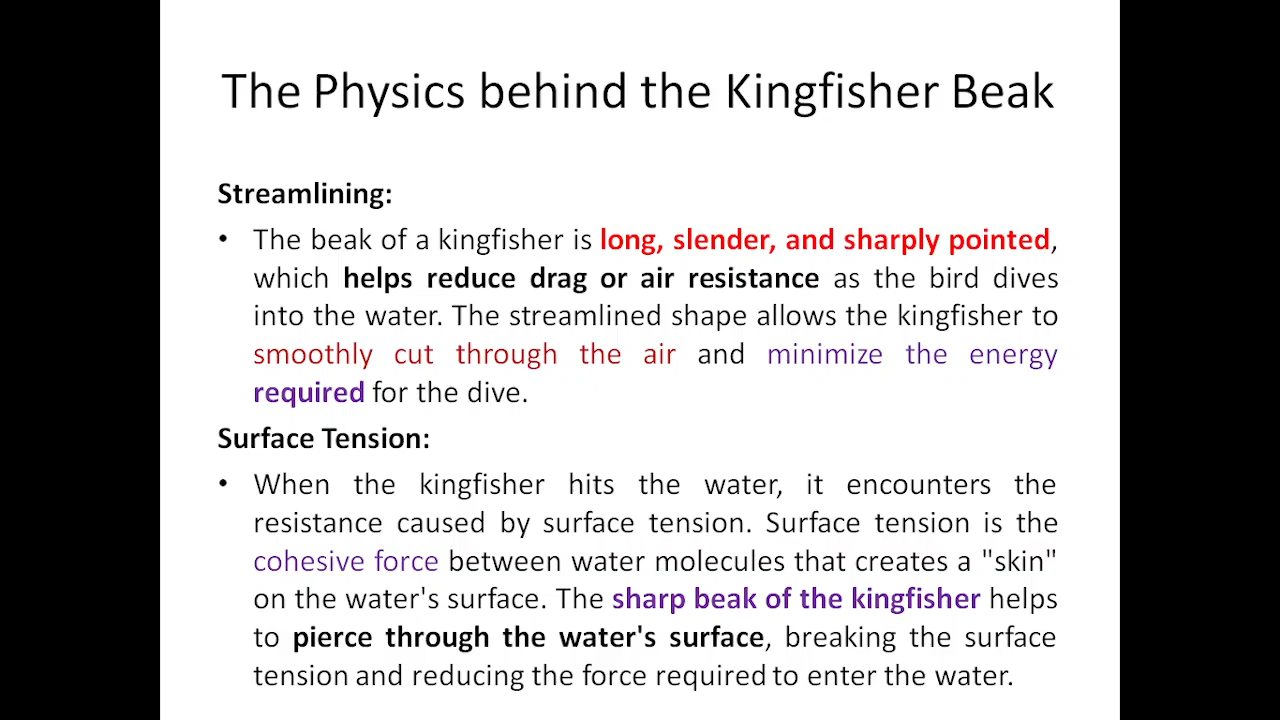 The Physics behind the Kingfisher Beak
Streamlining:
• The beak of a kingfisher is long, slender, and sharply pointed,
which helps reduce drag or air resistance as the bird dives
into the water. The streamlined shape allows the kingfisher to
smoothly cut through the air and minimize the energy
required for the dive.
Surface Tension:
• When the kingfisher hits the water, it encounters the
resistance caused by surface tension. Surface tension is the
cohesive force between water molecules that creates a "skin"
on the water's surface. The sharp beak of the kingfisher helps
to pierce through the water's surface, breaking the surface
tension and reducing the force required to enter the water.